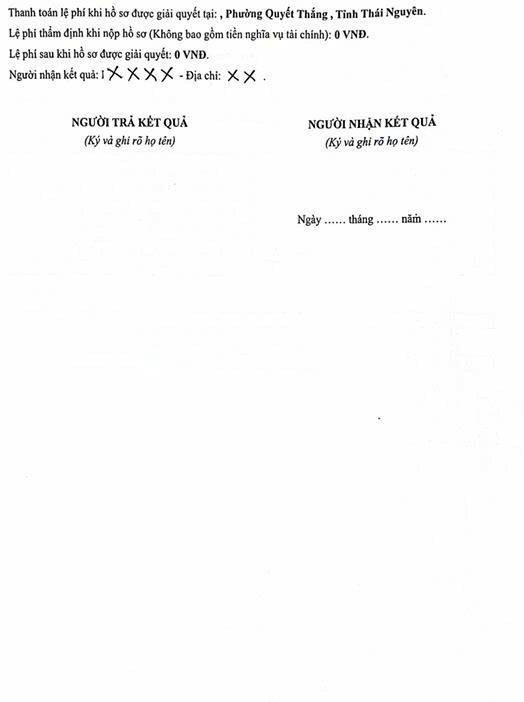 Thanh toán lệ phí khi hồ sơ được giải quyết tại: , Phường Quyết Thắng , Tỉnh Thái Nguyên.
Lệ phí thẩm định khi nộp hồ sơ (Không bao gồm tiền nghĩa vụ tài chính): 0 VNĐ.
Lệ phí sau khi hồ sơ được giải quyết: 0 VNĐ.
Người nhận kết quả: X X X X - Địa chỉ: X X .
NGƯỜI TRẢ KẾT QUẢ
(Ký và ghi rõ họ tên)
NGƯỜI NHẬN KẾT QUẢ
(Ký và ghi rõ họ tên)
Ngày ...... tháng ...... năm ......